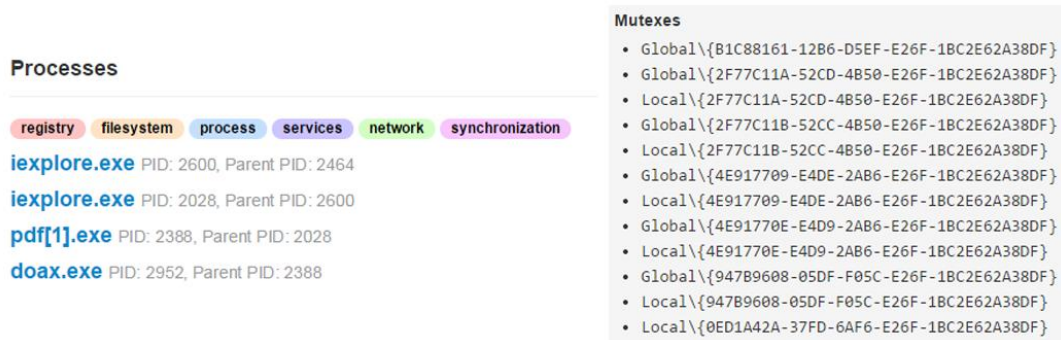 Processes
registry filesystem process services network synchronization
iexplore.exe PID: 2600, Parent PID: 2464
iexplore.exe PID: 2028, Parent PID: 2600
pdf[1].exe PID: 2388, Parent PID: 2028
doax.exe PID: 2952, Parent PID: 2388
Mutexes
• Global\{B1C88161-12B6-D5EF-E26F-1BC2E62A38DF}
• Global\{2F77C11A-52CD-4B50-E26F-1BC2E62A38DF}
• Local\{2F77C11A-52CD-4B50-E26F-1BC2E62A38DF}
• Global\{2F77C11B-52CC-4B50-E26F-1BC2E62A38DF}
• Local\{2F77C11B-52CC-4B50-E26F-1BC2E62A38DF}
• Global\{4E917709-E4DE-2AB6-E26F-1BC2E62A38DF}
• Local\{4E917709-E4DE-2AB6-E26F-1BC2E62A38DF}
• Global\{4E91770E-E4D9-2AB6-E26F-1BC2E62A38DF}
• Local\{4E91770E-E4D9-2AB6-E26F-1BC2E62A38DF}
• Global\{947B9608-05DF-F05C-E26F-1BC2E62A38DF}
• Local\{947B9608-05DF-F05C-E26F-1BC2E62A38DF}
• Local\{0ED1A42A-37FD-6AF6-E26F-1BC2E62A38DF}